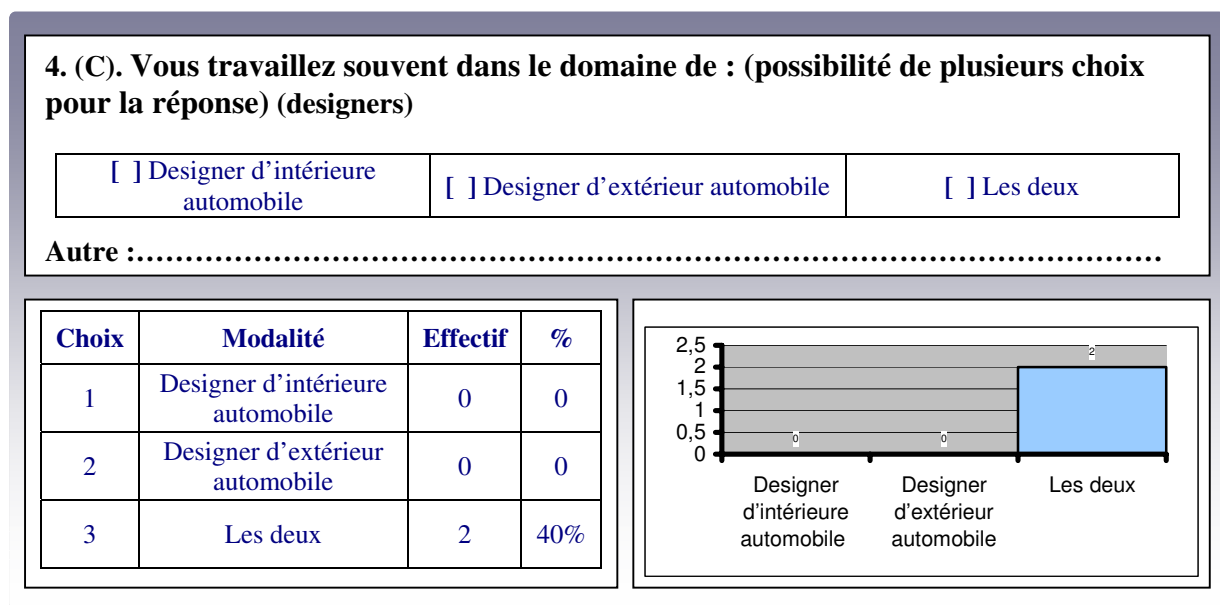 4. (C). Vous travaillez souvent dans le domaine de : (possibilité de plusieurs choix
pour la réponse) (designers)
[ ] Designer d’intérieure
automobile
[ ] Designer d’extérieur automobile
[ ] Les deux
Autre :……………………………………………………………………………………………
Choix Modalité Effectif %
1 Designer d’intérieure
automobile 0 0
2 Designer d’extérieur
automobile 0 0
3 Les deux 2 40%
2,5
2
1,5
1
0,5
0
0 0 2
Designer
d’intérieure
automobile
Designer
d’extérieur
automobile
Les deux